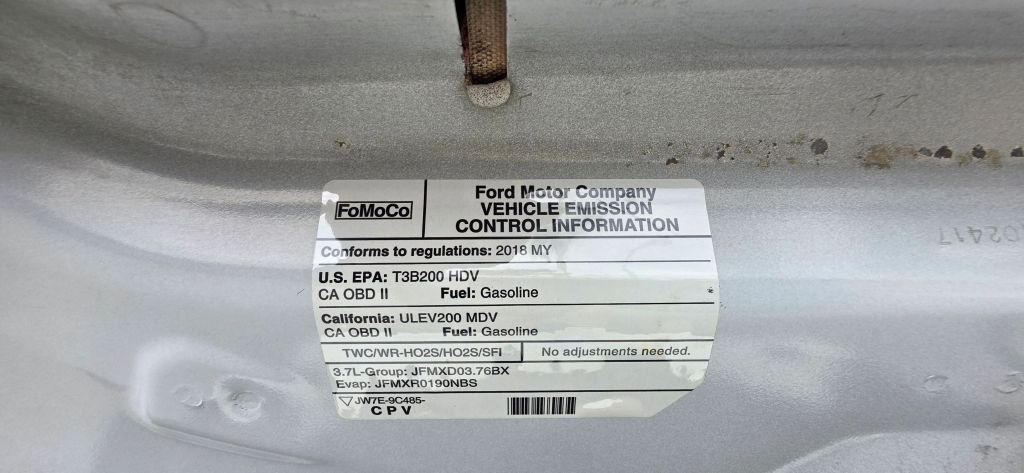 FoMoCo
Ford Motor Company
VEHICLE EMISSION
CONTROL INFORMATION
Conforms to regulations: 2018 MY
U.S. EPA: T3B200 HDV
CA OBD II Fuel: Gasoline
California: ULEV200 MDV
CA OBD II Fuel: Gasoline
TWC/WR-HO2S/HO2S/SFI No adjustments needed.
3.7L-Group: JFMXD03.76BX
Evap: JFMXR0190NBS
JW7E-9C485-
CPV